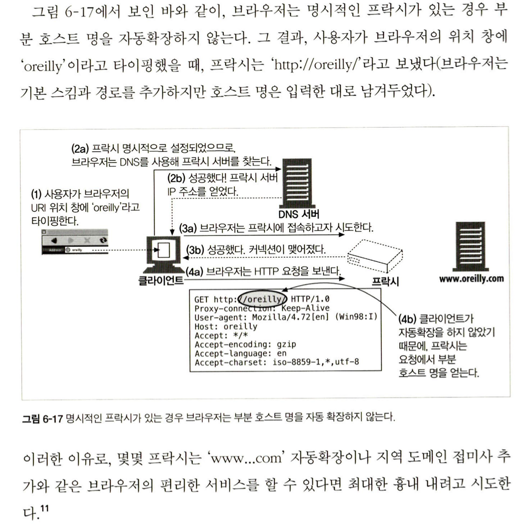 그림 6-17에서 보인 바와 같이, 브라우저는 명시적인 프락시가 있는 경우 부
분 호스트 명을 자동확장하지 않는다. 그 결과, 사용자가 브라우저의 위치 창에
‘oreilly’이라고 타이핑했을 때, 프락시는 ‘http://oreilly/’라고 보냈다(브라우저는
기본 스킴과 경로를 추가하지만 호스트 명은 입력한 대로 남겨두었다).
(2a) 프락시 명시적으로 설정되었으므로,
브라우저는 DNS를 사용해 프락시 서버를 찾는다.
(2b) 성공했다! 프락시 서버
IP 주소를 얻었다.
DNS 서버
(1) 사용자가 브라우저의
URI 위치 창에 ‘oreilly’라고
타이핑한다.
(3a) 브라우저는 프락시에 접속하고자 시도한다.
(3b) 성공했다. 커넥션이 맺어졌다.
(4a) 브라우저는 HTTP 요청을 보낸다.
클라이언트
프락시
www.oreilly.com
GET http://oreilly/ HTTP/1.0
Proxy-connection: Keep-Alive
User-agent: Mozilla/4.72[en] (Win98:I)
Host: oreilly
Accept: */*
Accept-encoding: gzip
Accept-language: en
Accept-charset: iso-8859-1,*,utf-8
(4b) 클라이언트가
자동확장을 하지 않았기
때문에, 프락시는
요청에서 부분
호스트 명을 얻는다.
그림 6-17 명시적인 프락시가 있는 경우 브라우저는 부분 호스트 명을 자동 확장하지 않는다.
이러한 이유로, 몇몇 프락시는 ‘www...com’ 자동확장이나 지역 도메인 접미사 추
가와 같은 브라우저의 편리한 서비스를 할 수 있다면 최대한 흉내 내려고 시도한
다.11